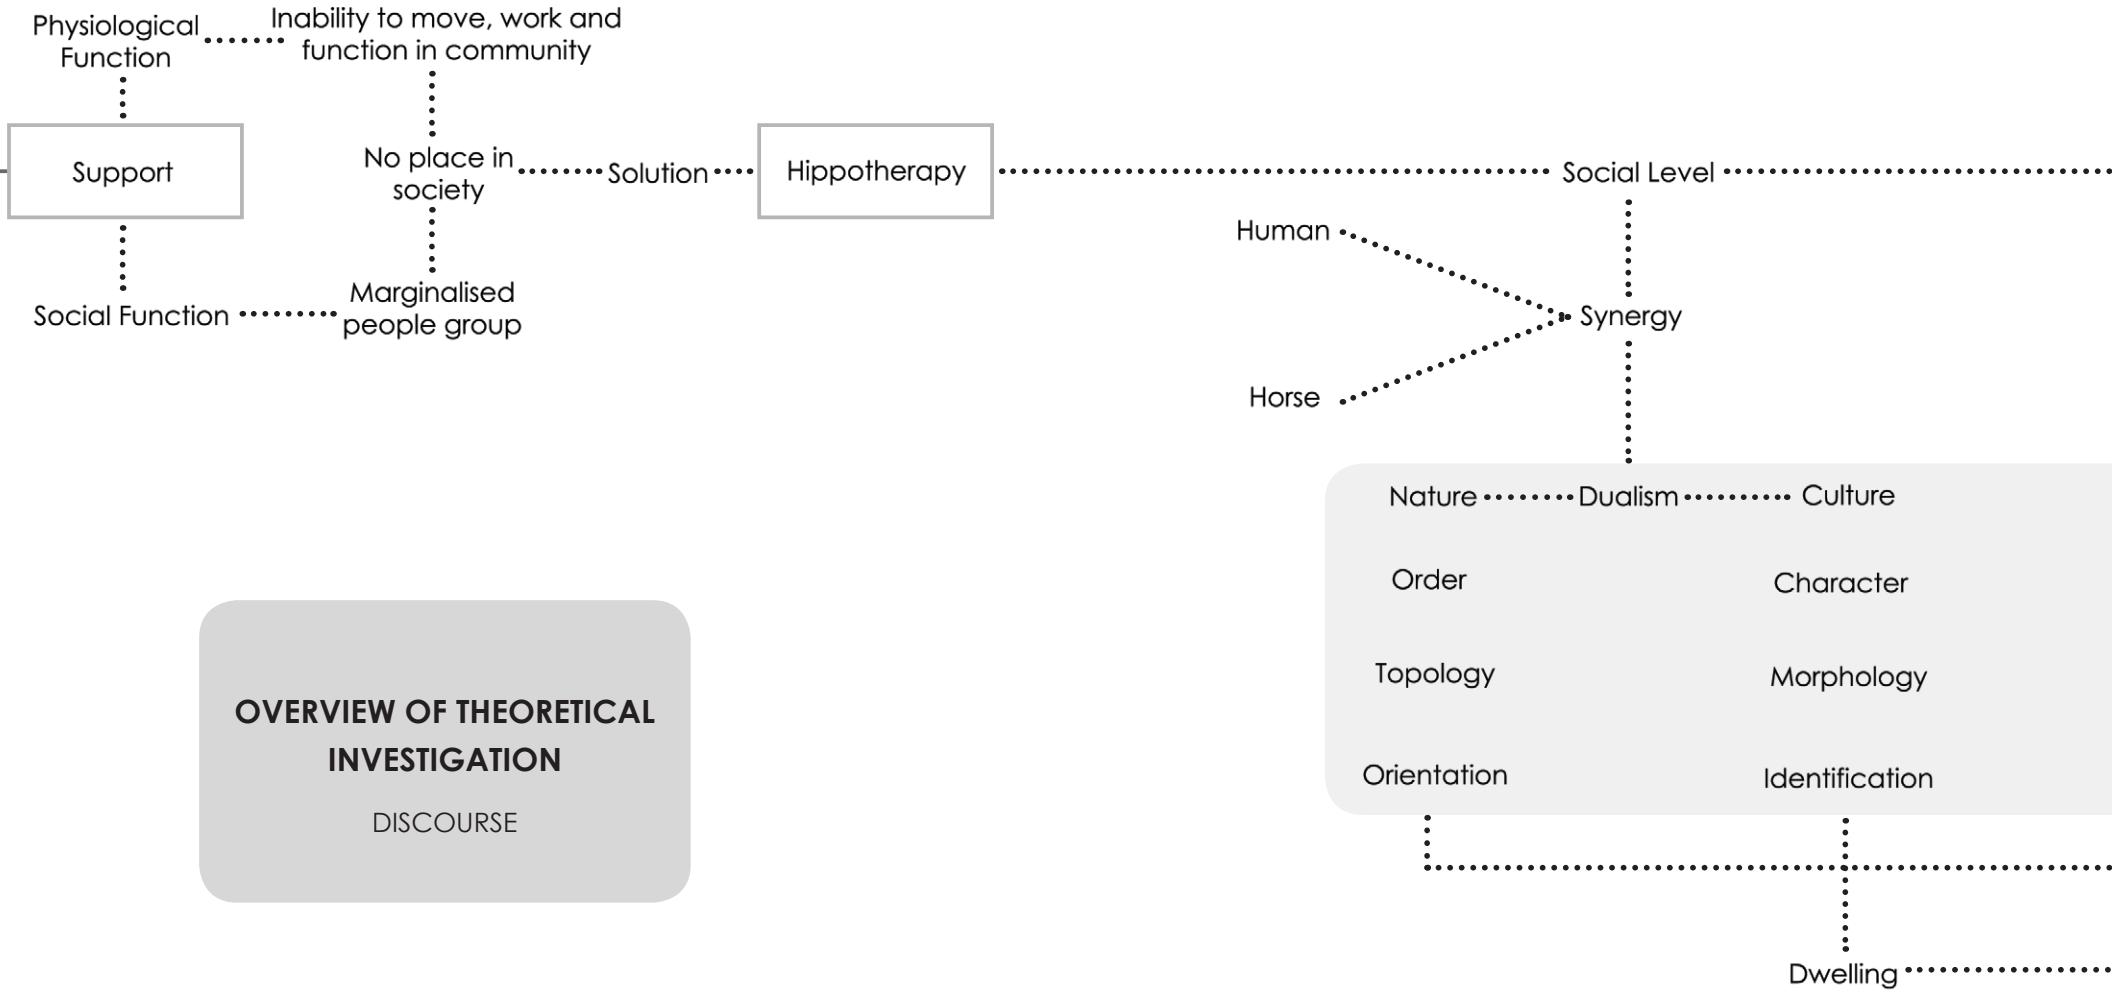 Physiological
Function
Inability to move, work and
function in community
Support
No place in
society
Solution
Hippotherapy
Social Level
Human
Social Function
Marginalised
people group
Synergy
Horse
Nature
Dualism
Culture
Order
Character
Topology
Morphology
Orientation
Identification
OVERVIEW OF THEORETICAL
INVESTIGATION
DISCOURSE
Dwelling